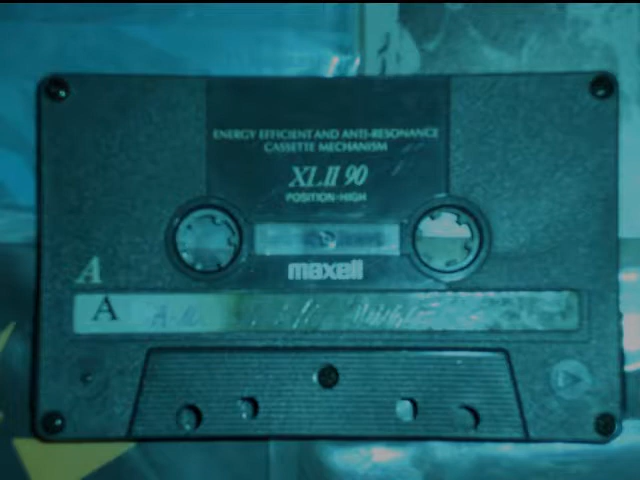 ENERGY EFFICIENT AND ANTI-RESONANCE
CASSETTE MECHANISM
XLII 90
POSITION-HIGH
maxell
A
A